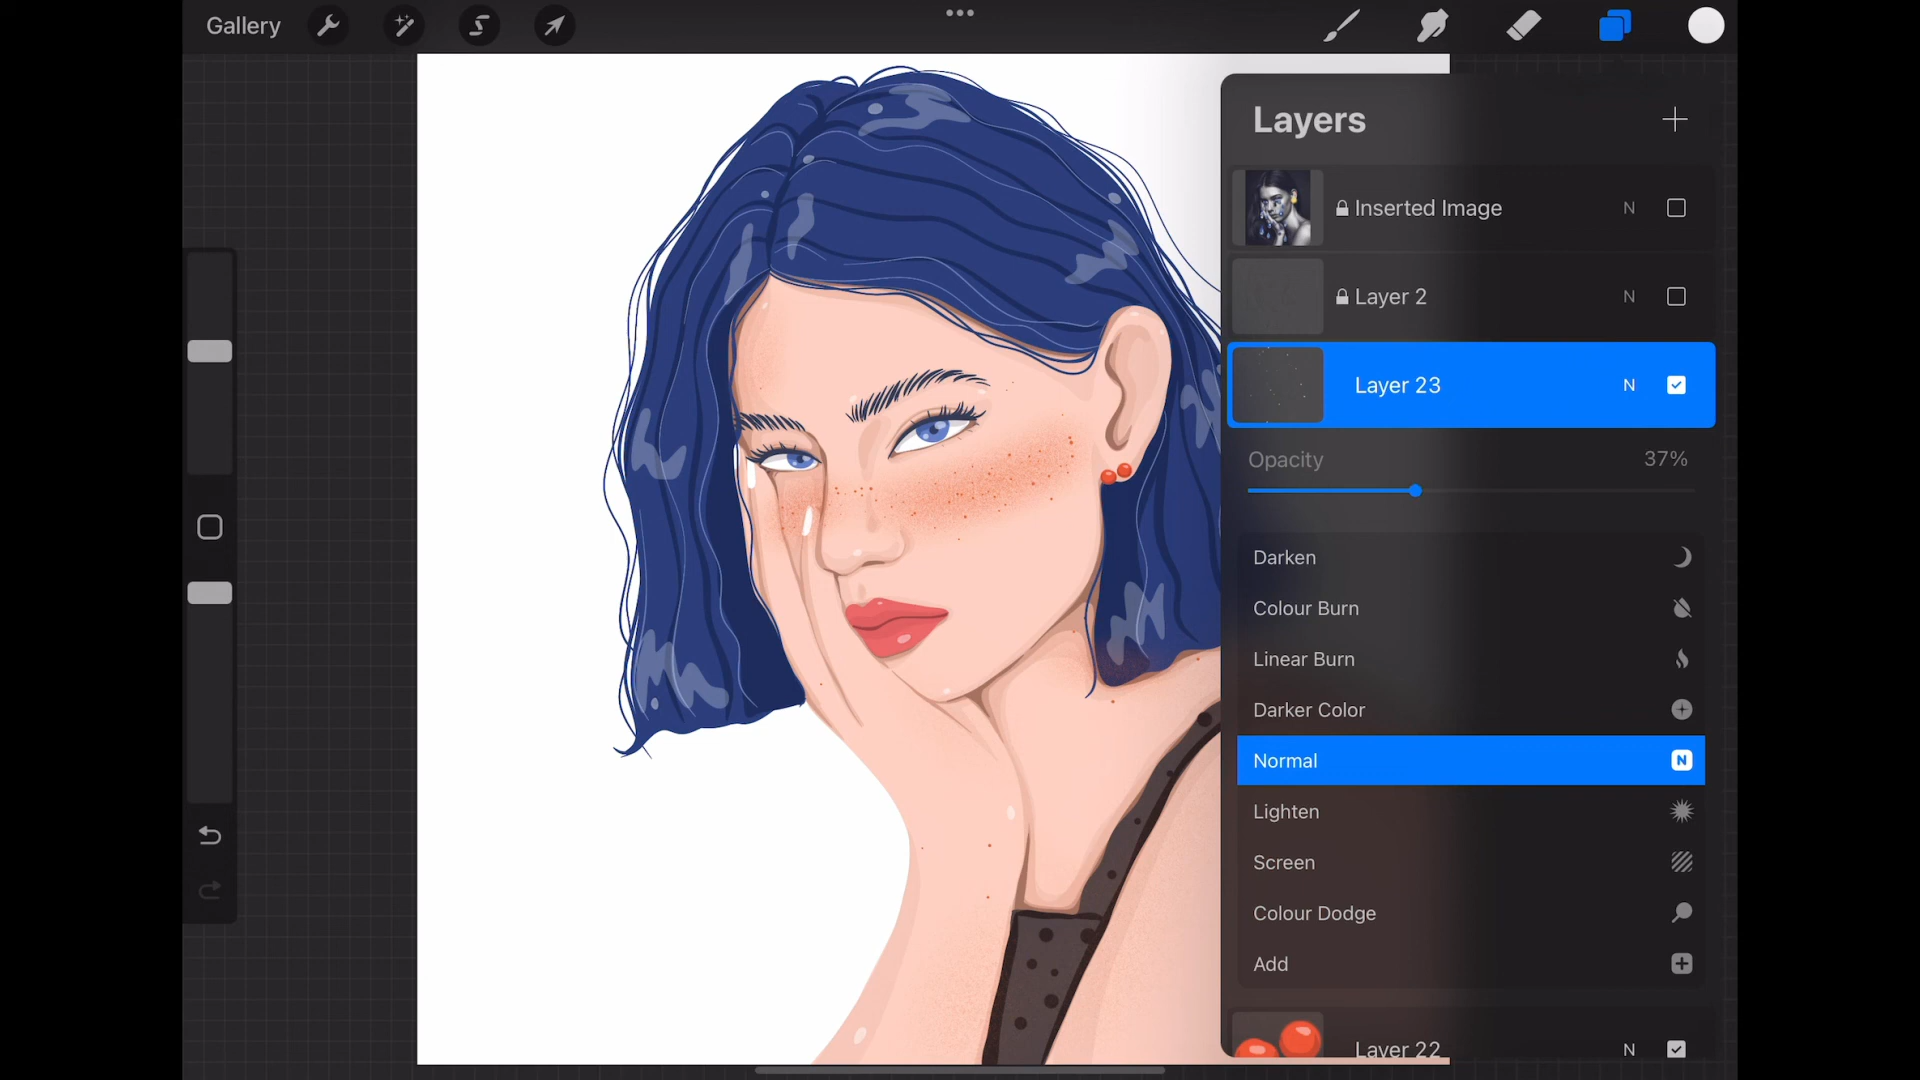 Gallery
Layers
Inserted Image N
Layer 2 N
Layer 23 N
Opacity 37%
Darken
Colour Burn
Linear Burn
Darker Color
Normal N
Lighten
Screen
Colour Dodge
Add
Layer 22 N